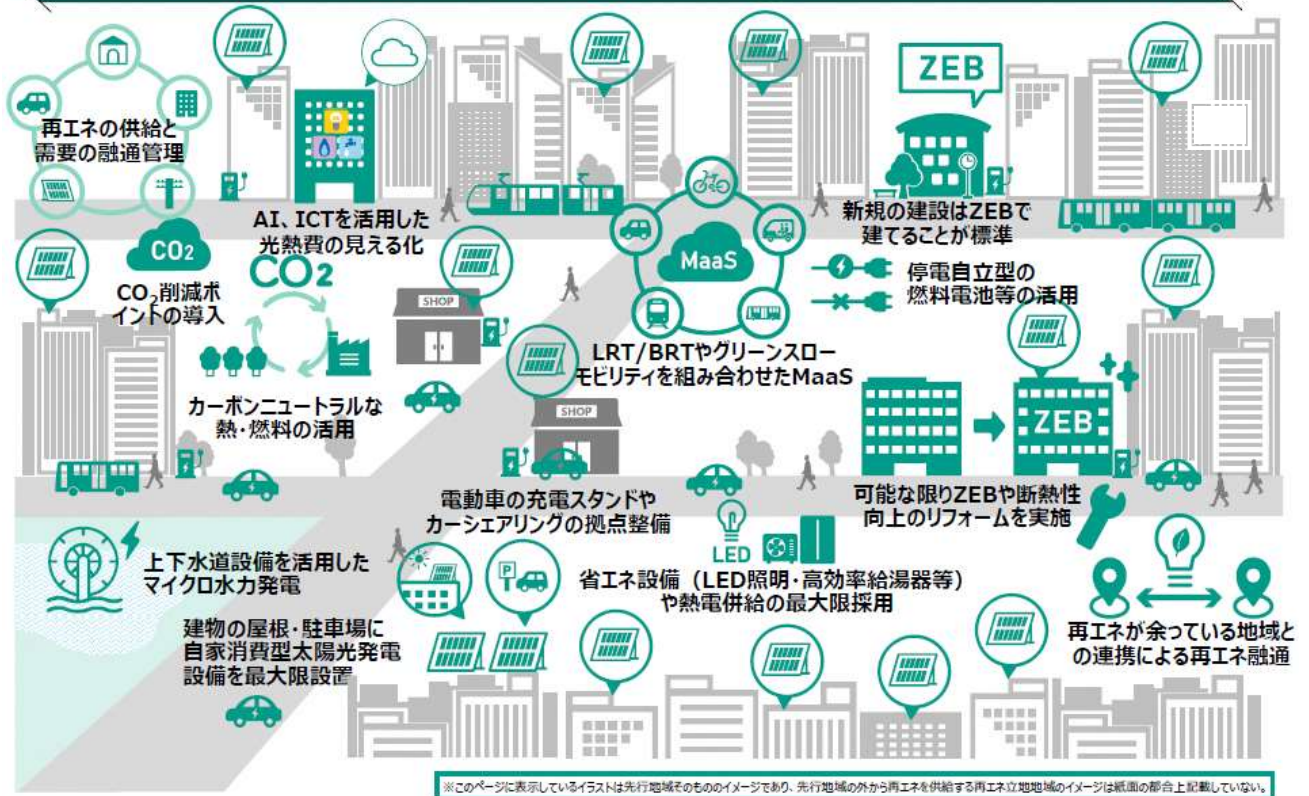 ZEB
再エネの供給と
需要の融通管理
AI、ICTを活用した
光熱費の見える化
新規の建設はZEBで
建てることが標準
CO2
CO2削減ポ
イントの導入
CO2
SHOP
MaaS
停電自立型の
燃料電池等の活用
LRT/BRTやグリーンスロー
モビリティを組み合わせたMaaS
カーボンニュートラルな
熱・燃料の活用
SHOP
ZEB
電動車の充電スタンドや
カーシェアリングの拠点整備
可能な限りZEBや断熱性
向上のリフォームを実施
上下水道設備を活用した
マイクロ水力発電
P
LED
省エネ設備（LED照明・高効率給湯器等）
や熱電併給の最大限採用
建物の屋根・駐車場に
自家消費型太陽光発電
設備を最大限設置
再エネが余っている地域と
の連携による再エネ融通
※このページに表示しているイラストは先行地域そのもののイメージであり、先行地域の外から再エネを供給する再エネ立地地域のイメージは紙面の都合上記載していない。